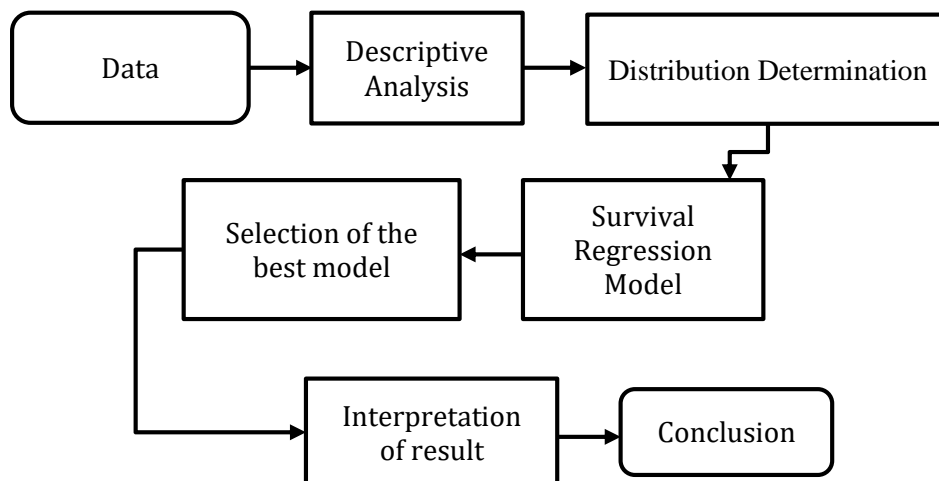 Data
Descriptive
Analysis
Distribution Determination
Survival
Regression
Model
Selection of the
best model
Interpretation
of result
Conclusion